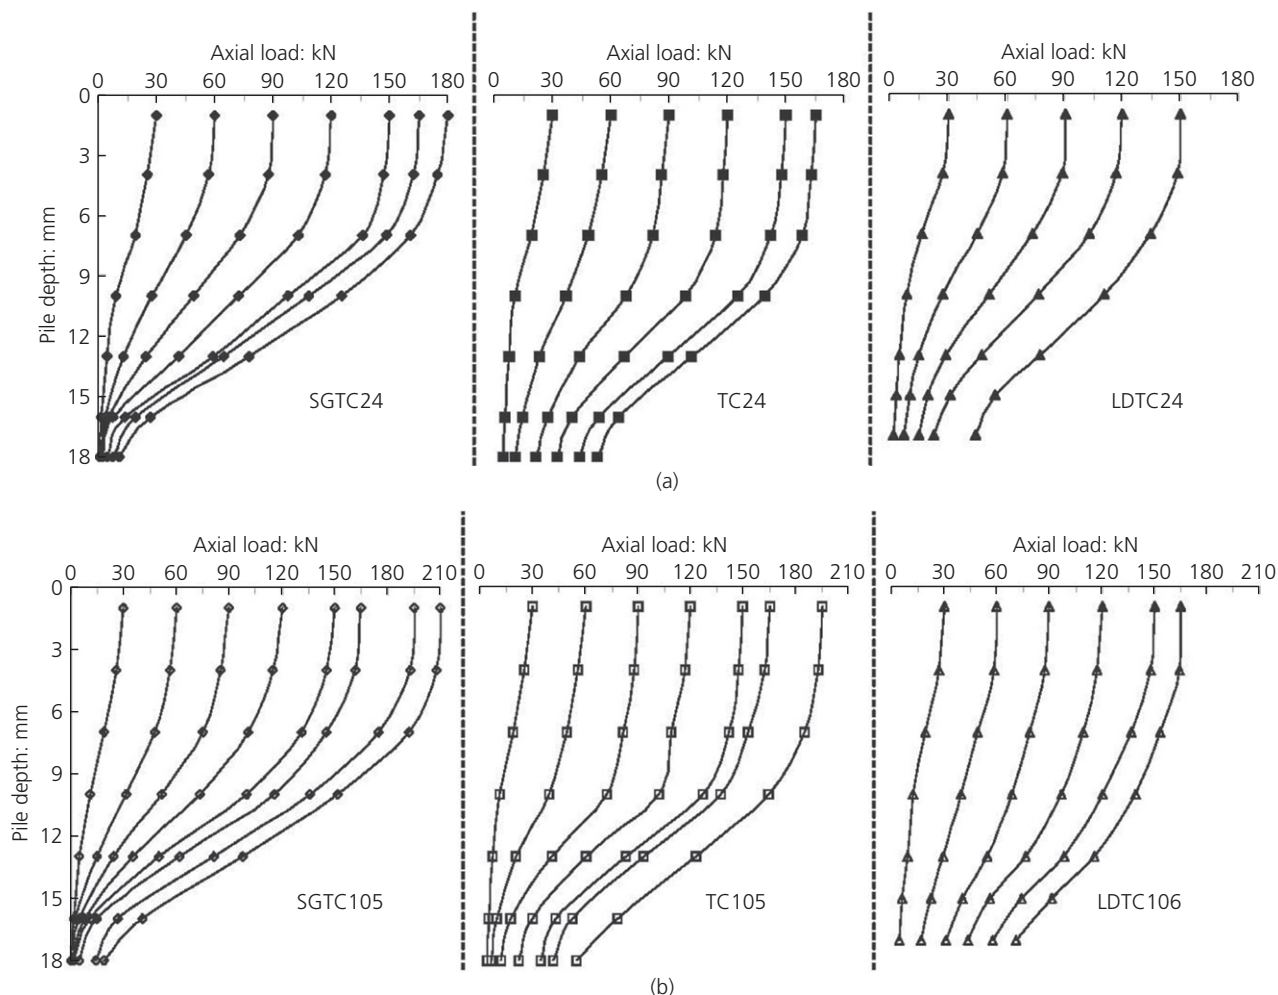 Axial load: kN Axial load: kN Axial load: kN
0 30 60 90 120 150 180 0 30 60 90 120 150 180 0 30 60 90 120 150 180
0
3
6
9
12
15
18
Pile depth: mm
SGTC24 TC24 LDTC24
(a)
Axial load: kN Axial load: kN Axial load: kN
0 30 60 90 120 150 180 210 0 30 60 90 120 150 180 210 0 30 60 90 120 150 180 210
0
3
6
9
12
15
18
Pile depth: mm
SGTC105 TC105 LDTC106
(b)